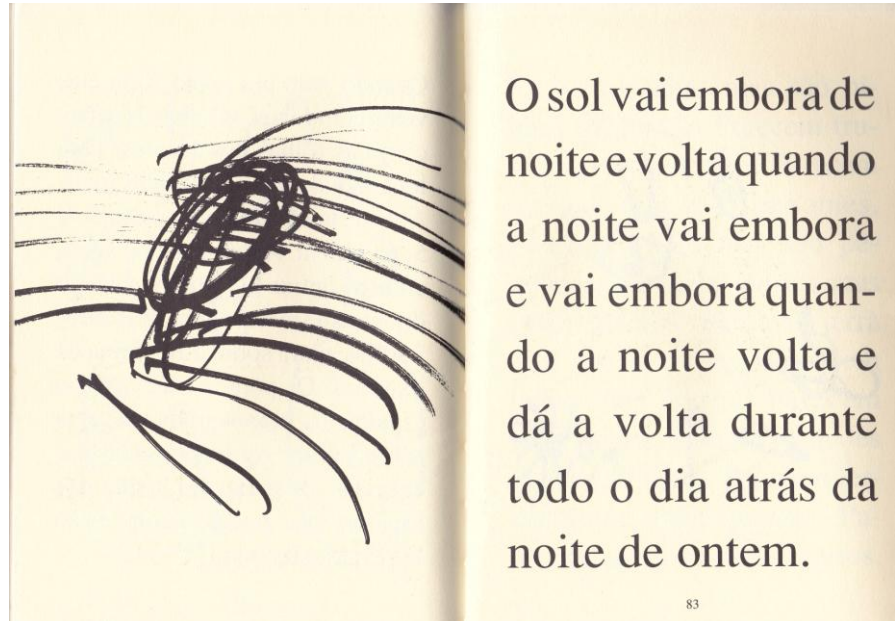 O sol vai embora de
noite e volta quando
a noite vai embora
e vai embora quan-
do a noite volta e
dá a volta durante
todo o dia atrás da
noite de ontem.
83